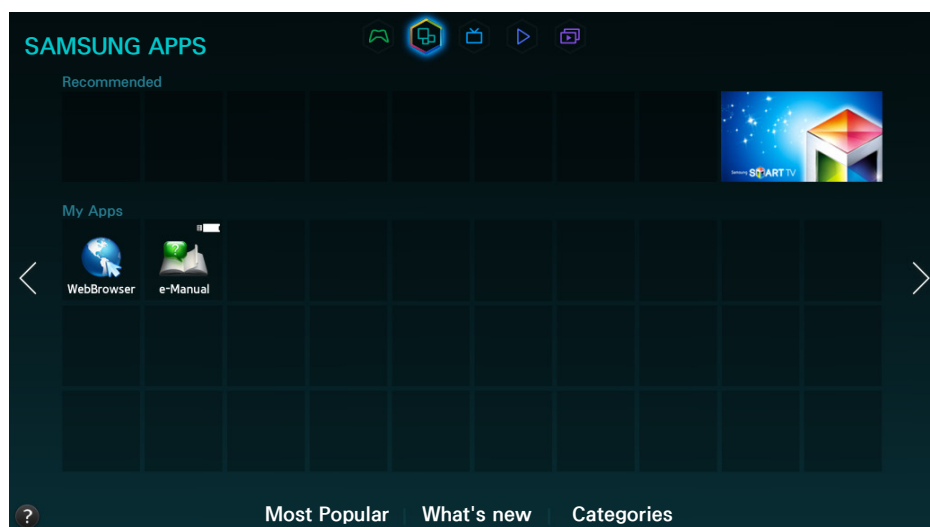 SAMSUNG APPS
Recommended
Samsung SMART TV
My Apps
WebBrowser
e-Manual
?
Most Popular | What's new | Categories